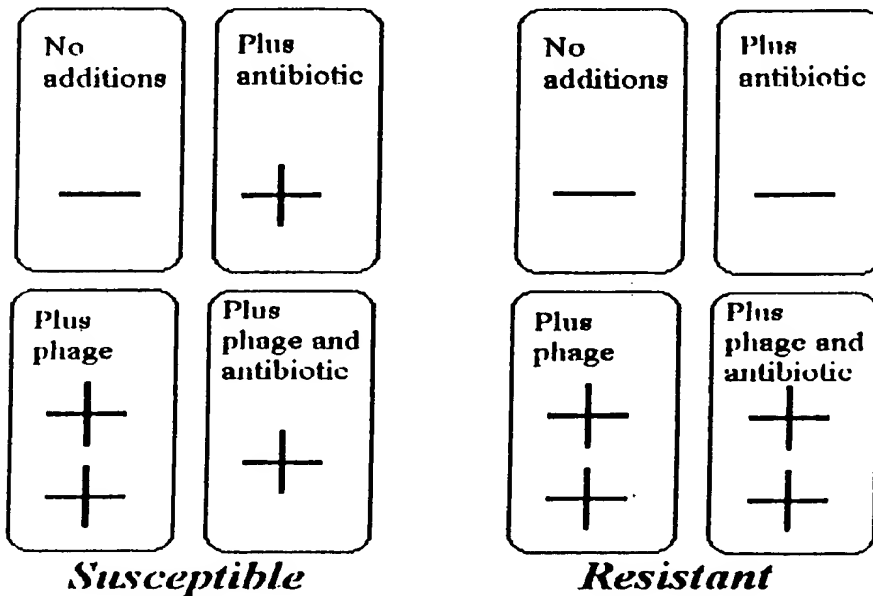 No
additions
Plus
antibiotic
Plus
phage
Plus
phage and
antibiotic
Susceptible
No
additions
Plus
antibiotic
Plus
phage
Plus
phage and
antibiotic
Resistant